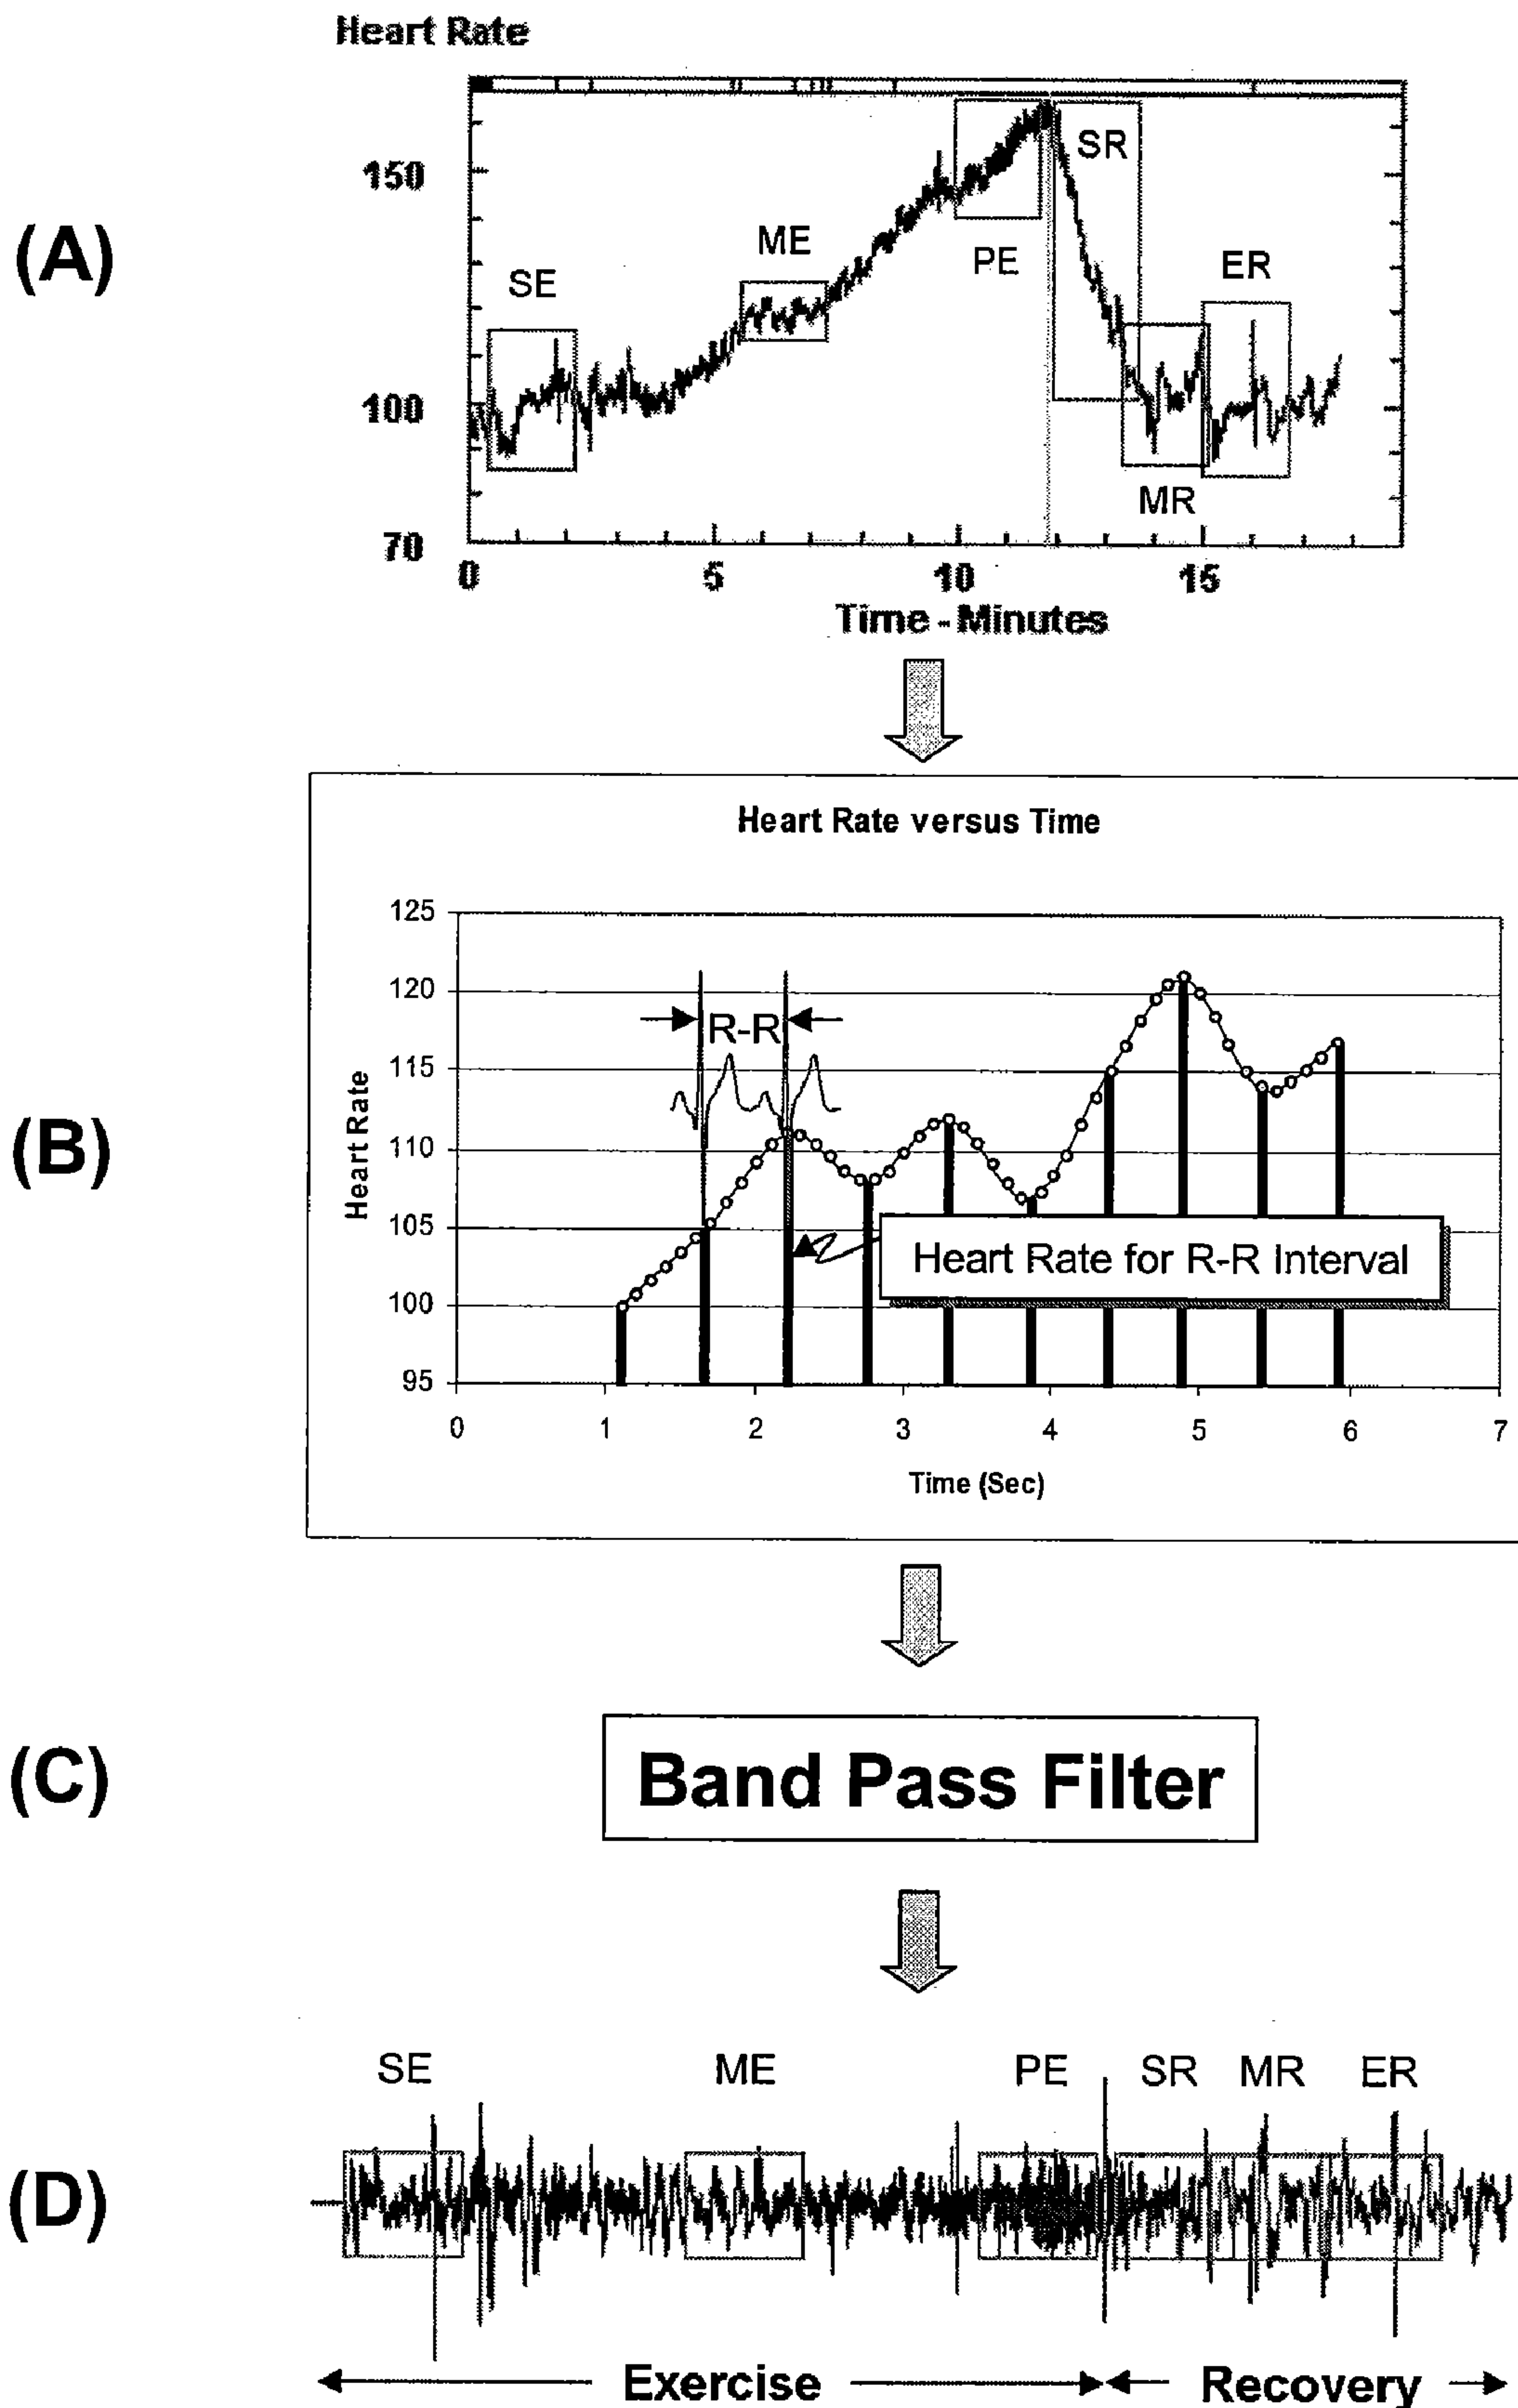 Heart Rate
(A)
150
100
70
SE
ME
PE
SR
MR
ER
0 5 10 15
Time - Minutes
(B)
Heart Rate versus Time
Heart Rate
125
120
115
110
105
100
95
R-R
Heart Rate for R-R Interval
0 1 2 3 4 5 6 7
Time (Sec)
(C)
Band Pass Filter
(D)
SE ME PE SR MR ER
Exercise Recovery